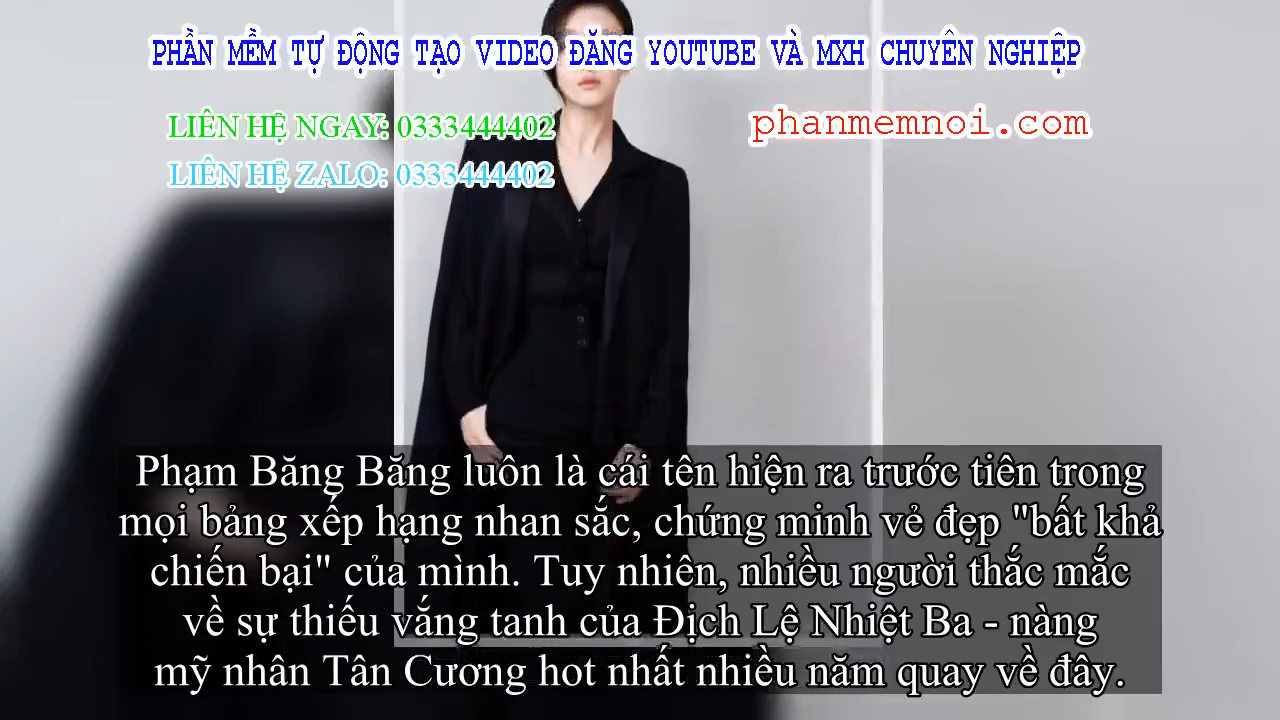 PHẦN MỀM TỰ ĐỘNG TẠO VIDEO ĐĂNG YOUTUBE VÀ MXH CHUYÊN NGHIỆP
LIÊN HỆ NGAY: 0333444402
phanmemnoi.com
LIÊN HỆ ZALO: 0333444402
Phạm Băng Băng luôn là cái tên hiện ra trước tiên trong
mọi bảng xếp hạng nhan sắc, chứng minh vẻ đẹp "bất khả
chiến bại" của mình. Tuy nhiên, nhiều người thắc mắc
về sự thiếu vắng tanh của Địch Lệ Nhiệt Ba - nàng
mỹ nhân Tân Cương hot nhất nhiều năm quay về đây.